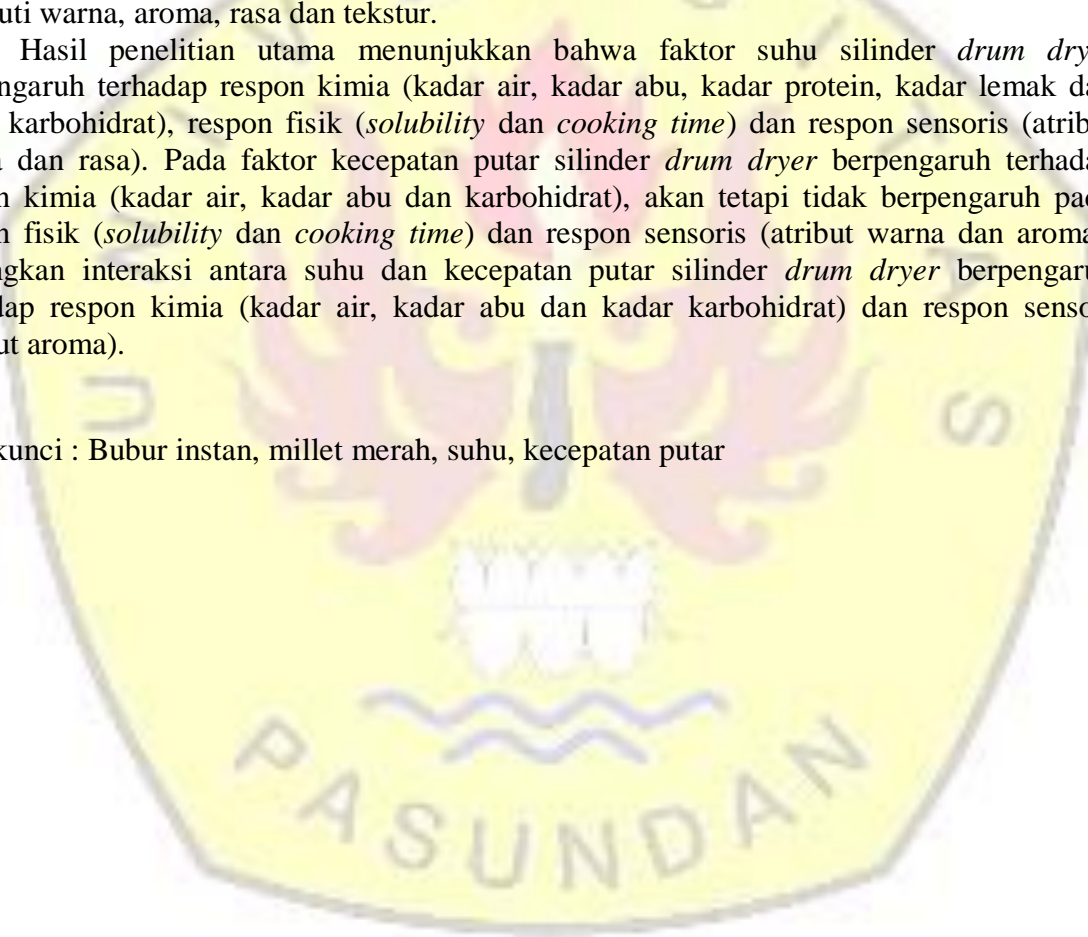 uti warna, aroma, rasa dan tekstur.
Hasil penelitian utama menunjukkan bahwa faktor suhu silinder drum dry
ngaruh terhadap respon kimia (kadar air, kadar abu, kadar protein, kadar lemak da
karbohidrat), respon fisik (solubility dan cooking time) dan respon sensoris (atrib
a dan rasa). Pada faktor kecepatan putar silinder drum dryer berpengaruh terhada
n kimia (kadar air, kadar abu dan karbohidrat), akan tetapi tidak berpengaruh pad
n fisik (solubility dan cooking time) dan respon sensoris (atribut warna dan aroma
ngkan interaksi antara suhu dan kecepatan putar silinder drum dryer berpengaru
dap respon kimia (kadar air, kadar abu dan kadar karbohidrat) dan respon senso
ut aroma).
kunci : Bubur instan, millet merah, suhu, kecepatan putar
PASUNDAN